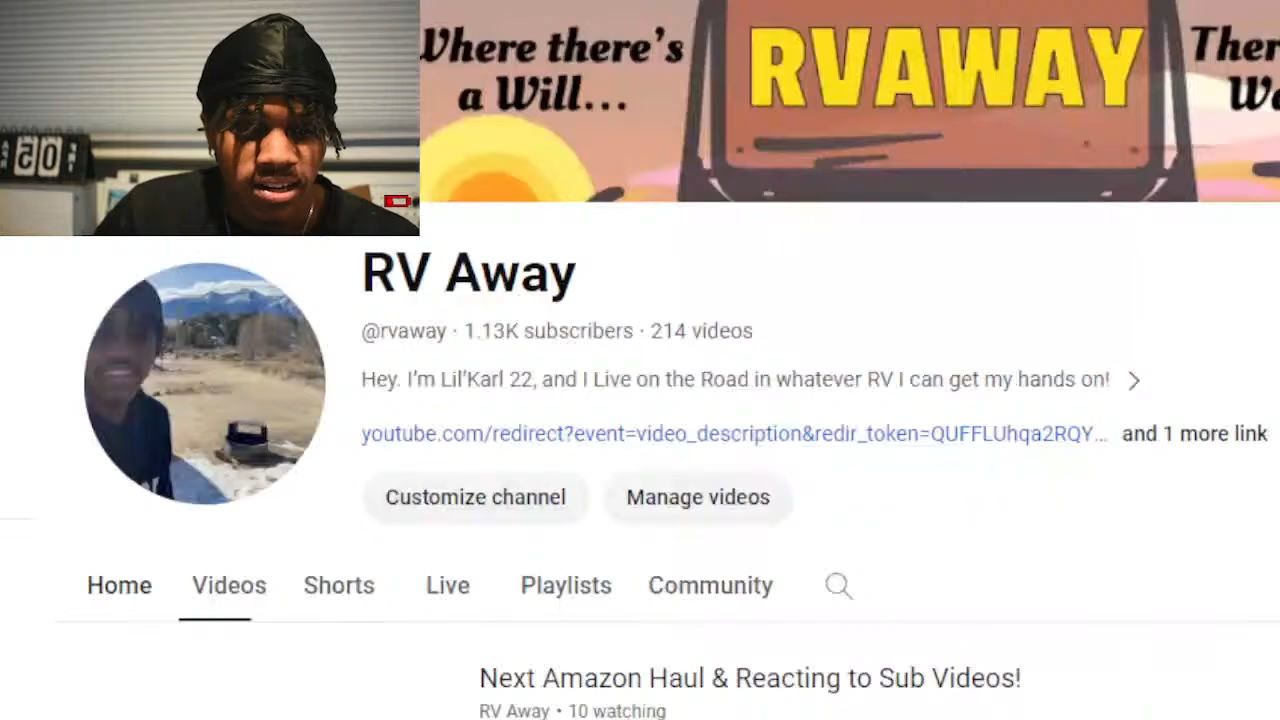 Where there's
a Will...
RVAWAY
Ther
We
05
RV Away
@rvaway · 1.13K subscribers · 214 videos
Hey. I'm Lil'Karl 22, and I Live on the Road in whatever RV I can get my hands on!
youtube.com/redirect?event=video_description&redir_token=QUFFLUhqa2RQY... and 1 more link
Customize channel
Manage videos
Home Videos Shorts Live Playlists Community
Next Amazon Haul & Reacting to Sub Videos!
RV Away • 10 watching